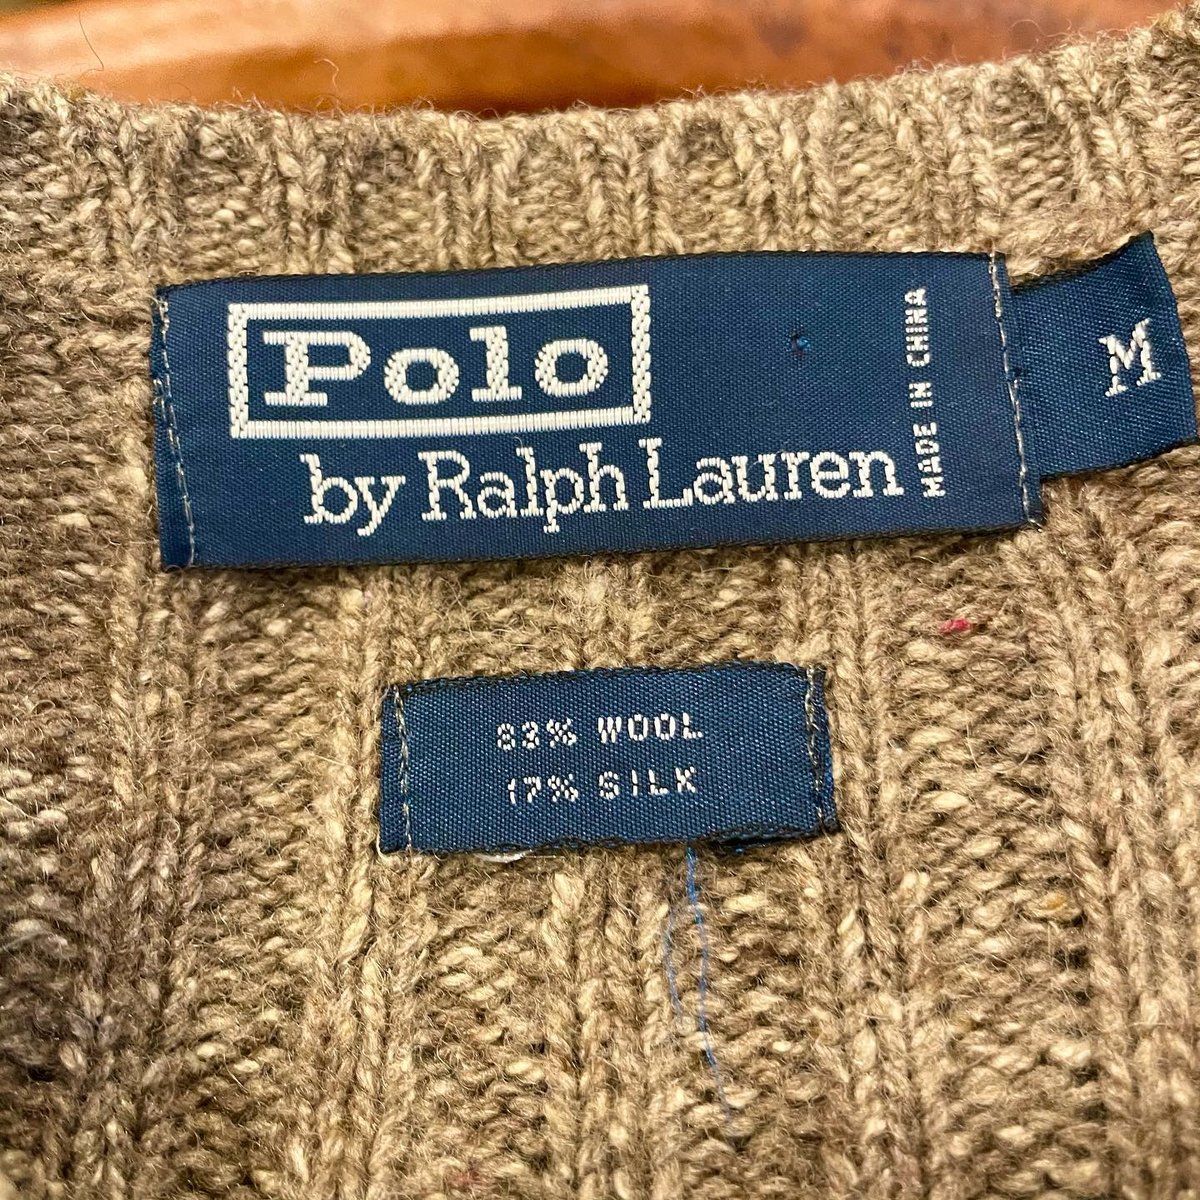 Polo
by Ralph Lauren
MADE IN CHINA
M
83% WOOL
17% SILK